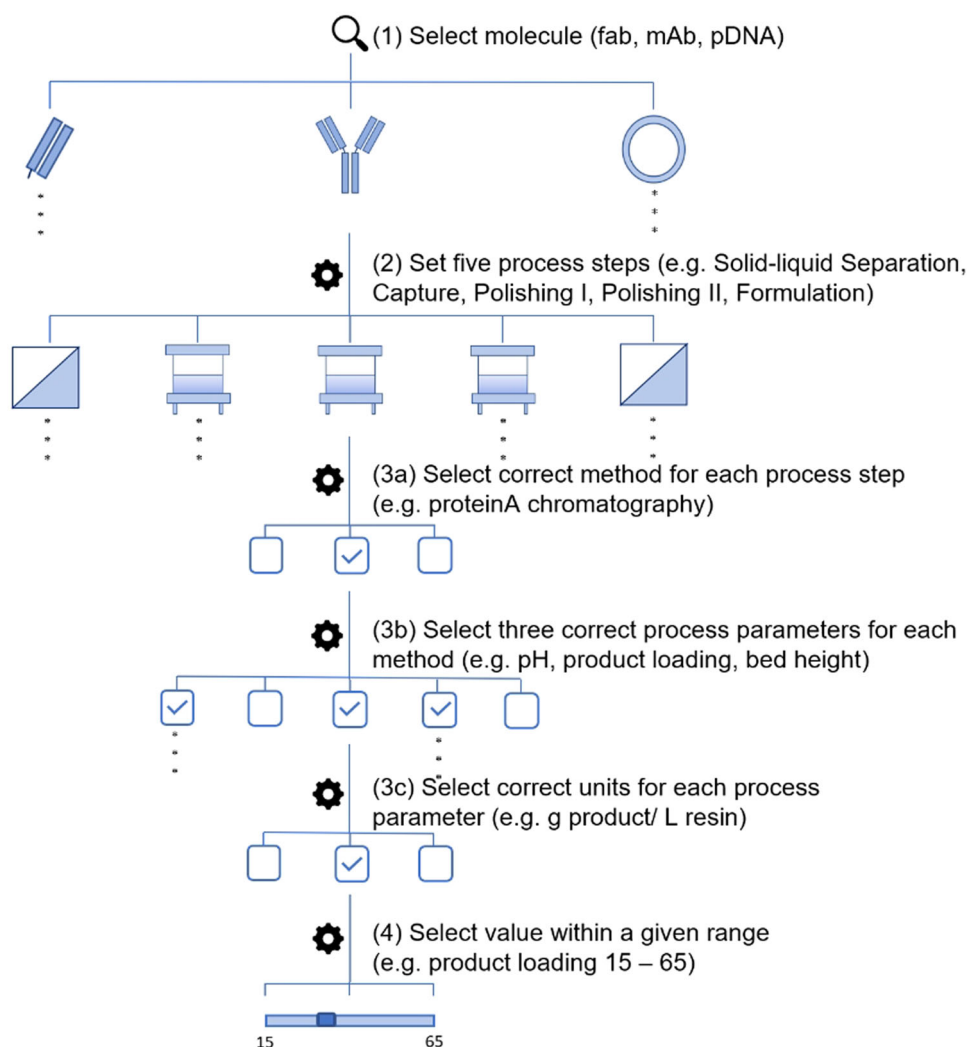 (1) Select molecule (fab, mAb, pDNA)
*
*
*
*
*
*
(2) Set five process steps (e.g. Solid-liquid Separation,
Capture, Polishing I, Polishing II, Formulation)
*
*
*
*
*
*
*
*
*
*
*
*
(3a) Select correct method for each process step
(e.g. proteinA chromatography)
(3b) Select three correct process parameters for each
method (e.g. pH, product loading, bed height)
*
*
*
*
*
*
(3c) Select correct units for each process
parameter (e.g. g product/ L resin)
(4) Select value within a given range
(e.g. product loading 15 – 65)
15
65